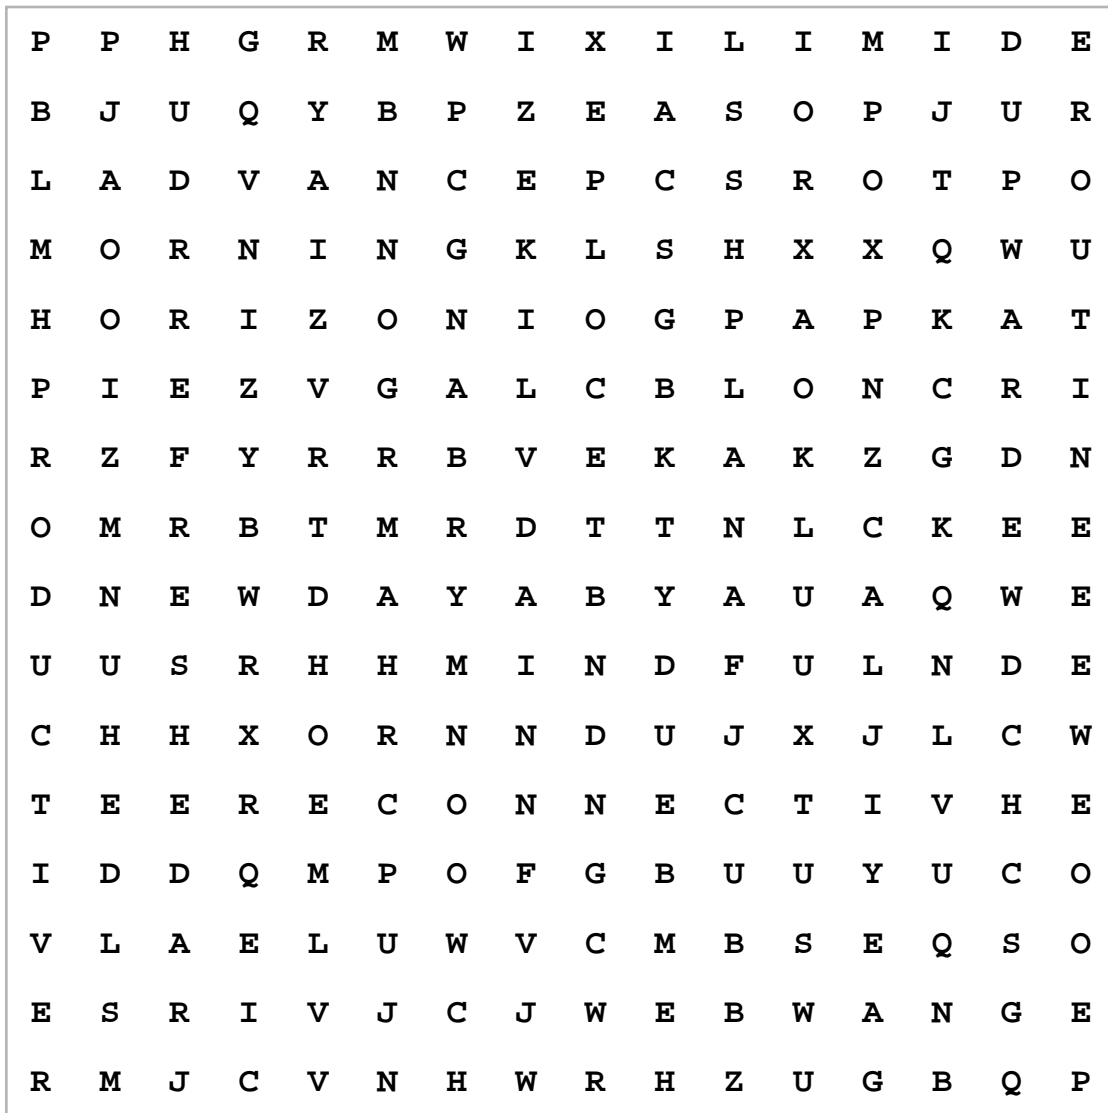 P P H G R M W I X I L I M I D E
B J U Q Y B P Z E A S O P J U R
L A D V A N C E P C S R O T P O
M O R N I N G K L S H X X Q W U
H O R I Z O N I O G P A P K A T
P I E Z V G A L C B L O N C R I
R Z F Y R R B V E K A K Z G D N
O M R B T M R D T T N L C K E E
D N E W D A Y A B Y A U A Q W E
U U S R H H M I N D F U L N D E
C H H X O R N N D U J X J L C W
T E E R E C O N N E C T I V H E
I D D Q M P O F G B U U Y U C O
V L A E L U W V C M B S E Q S O
E S R I V J C J W E B W A N G E
R M J C V N H W R H Z U G B Q P